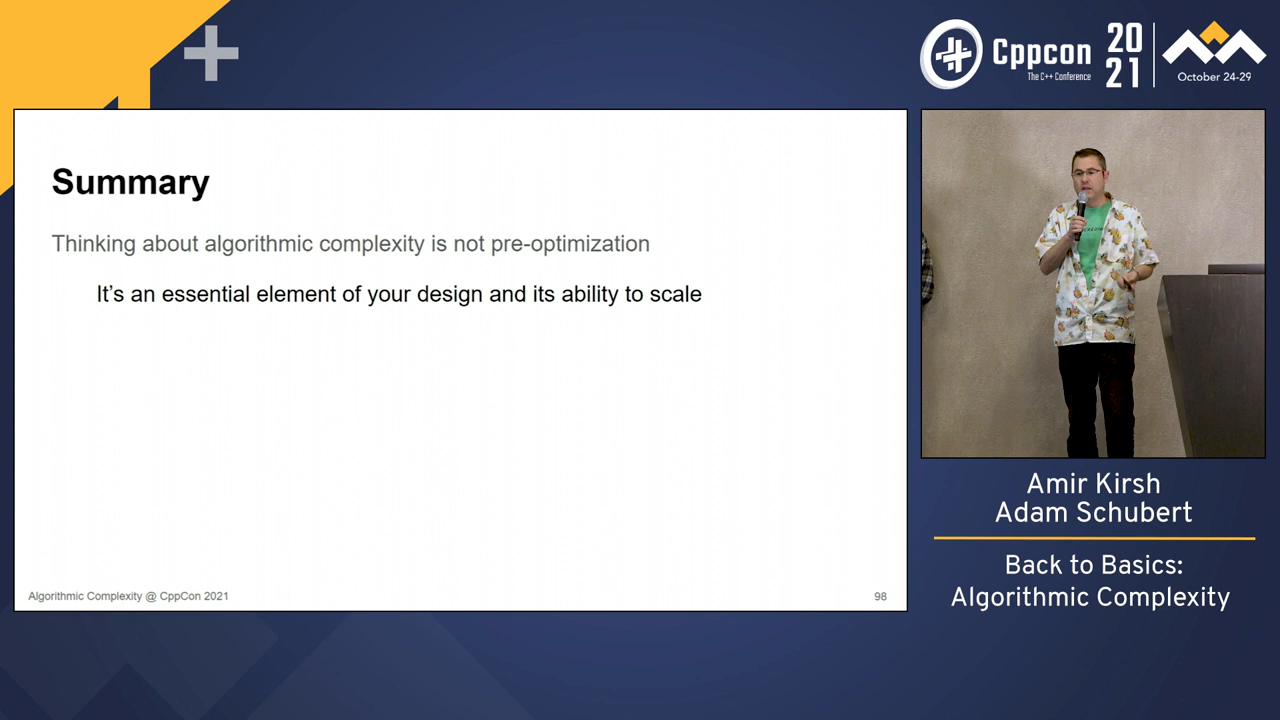 Cppcon
The C++ Conference
20
21
October 24-29
Summary
Thinking about algorithmic complexity is not pre-optimization
It's an essential element of your design and its ability to scale
Algorithmic Complexity @ CppCon 2021
98
Amir Kirsh
Adam Schubert
Back to Basics:
Algorithmic Complexity